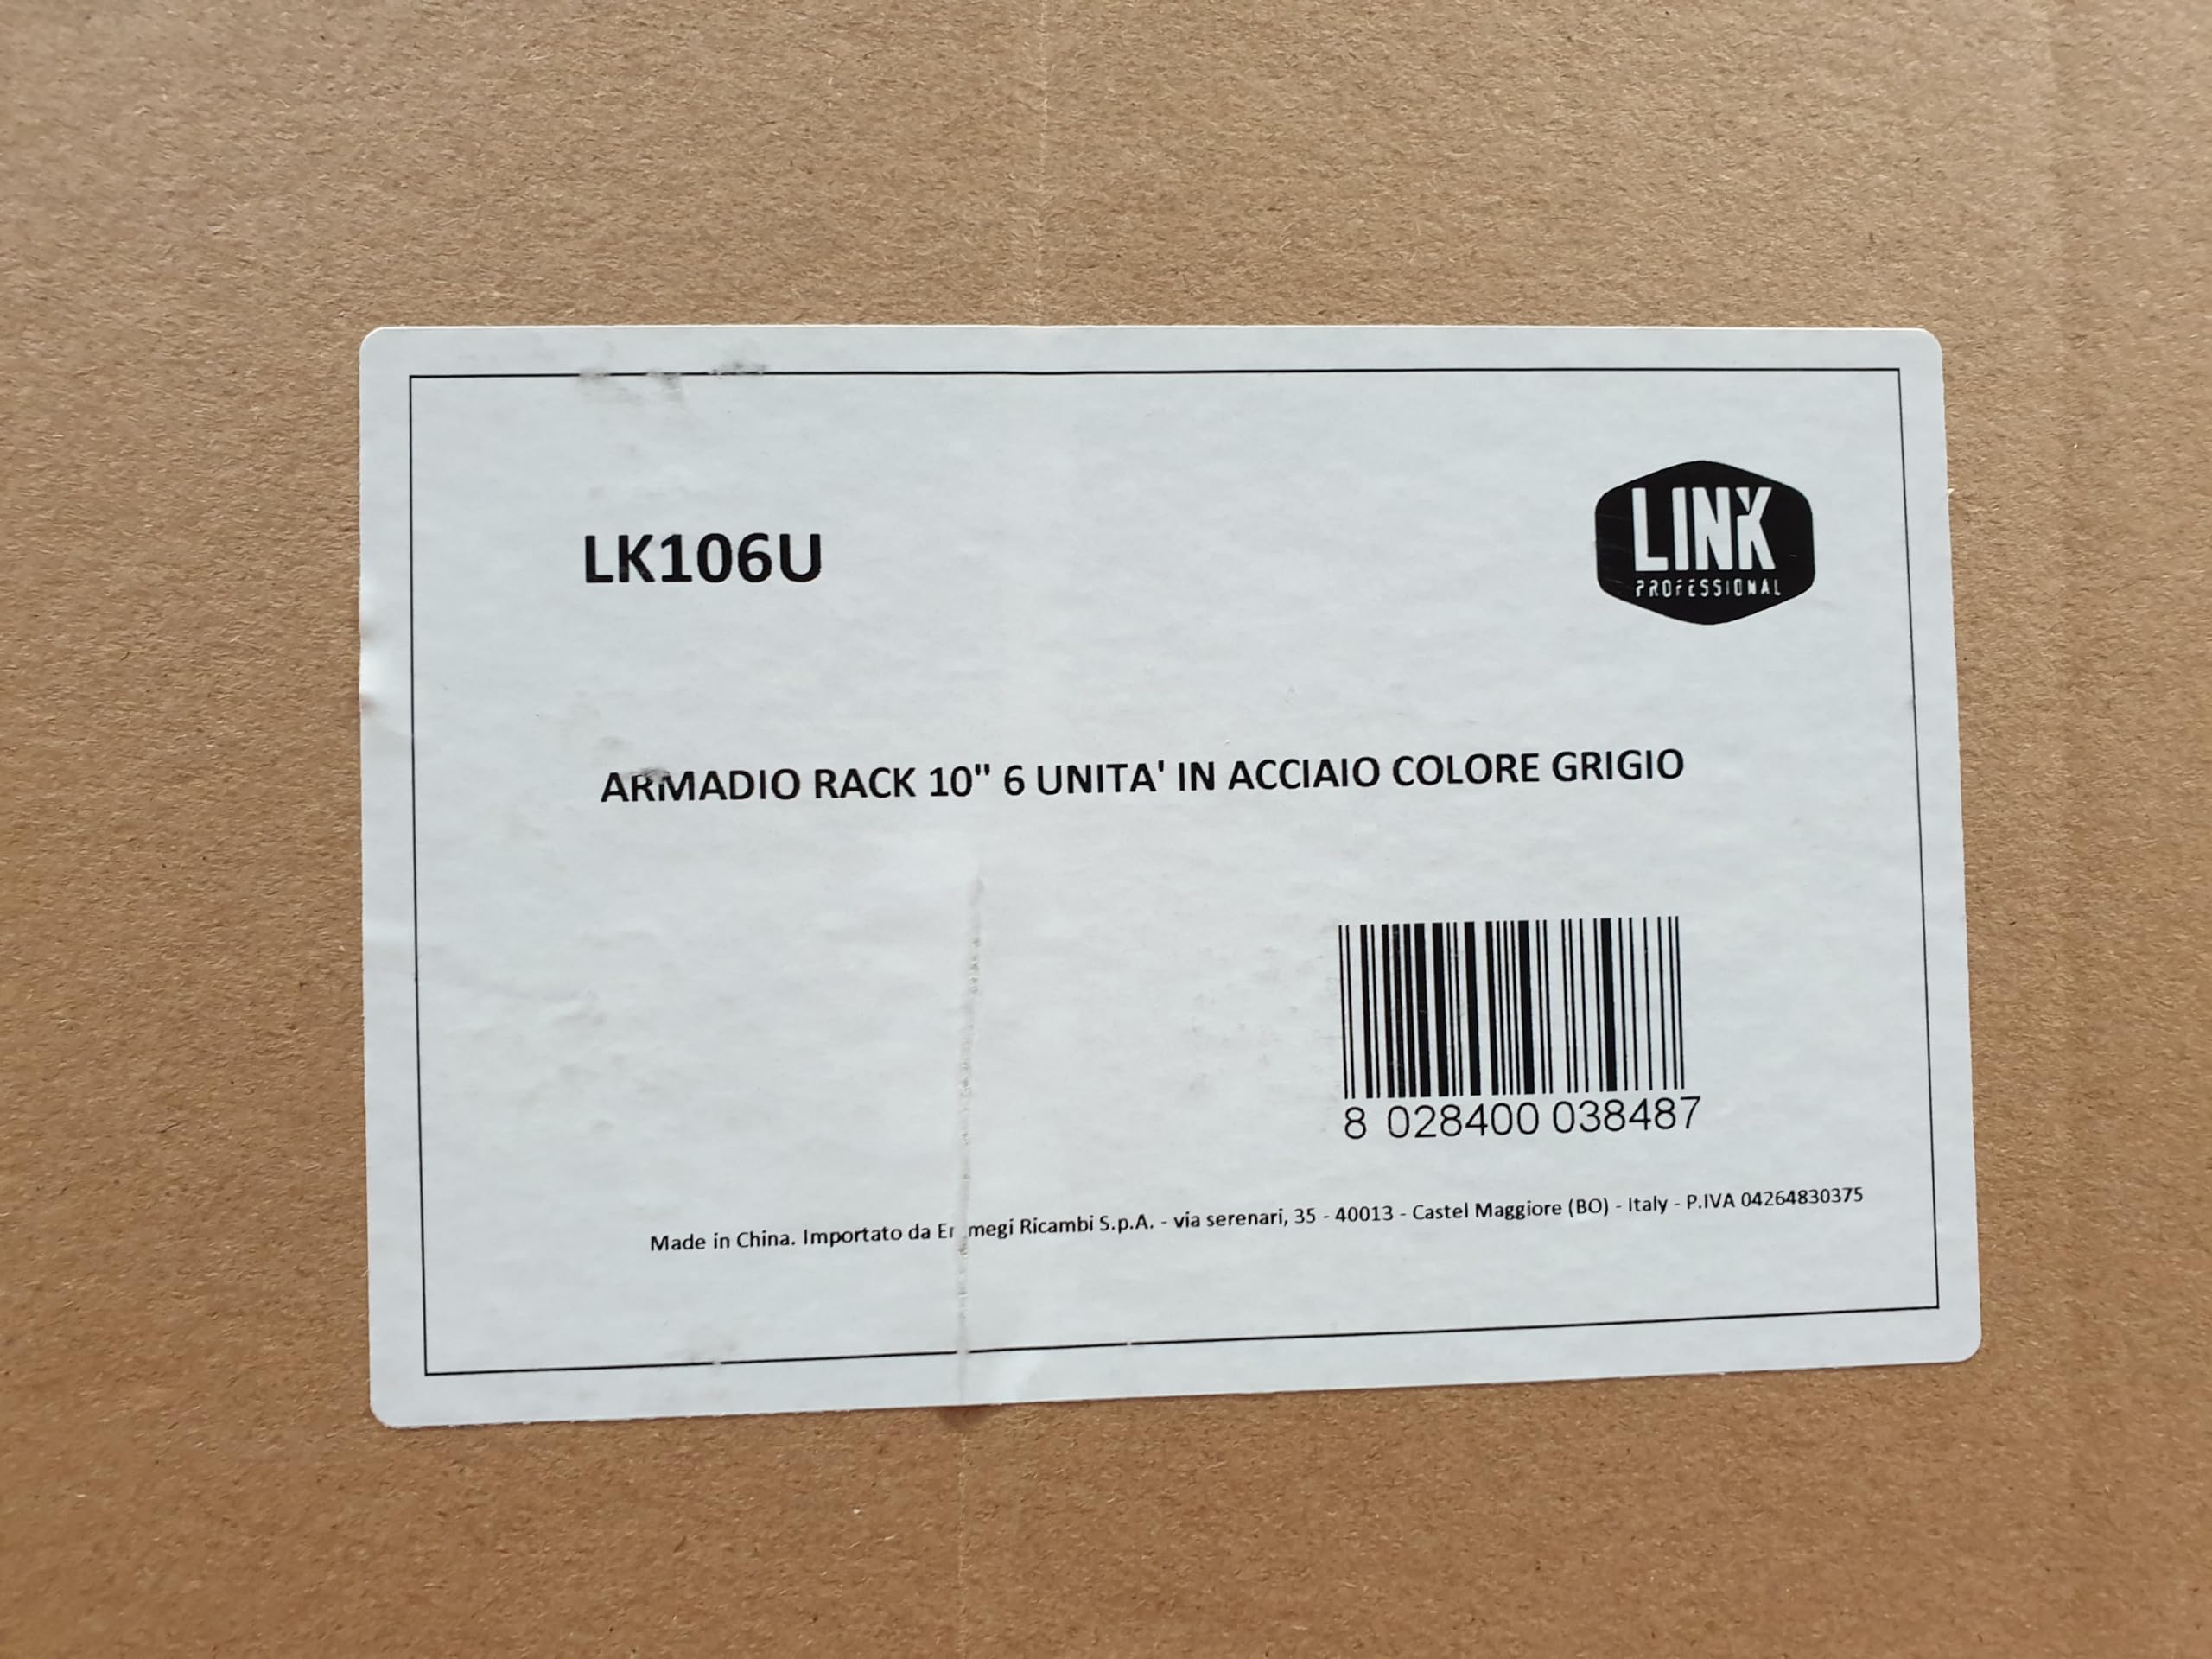 LK106U
LINK
PROFESSIONAL
ARMADIO RACK 10" 6 UNITA' IN ACCIAIO COLORE GRIGIO
8 028400 038487
Made in China. Importato da megi Ricambi S.p.A. - via serenari, 35 - 40013 - Castel Maggiore (BO) - Italy - P.IVA 04264830375